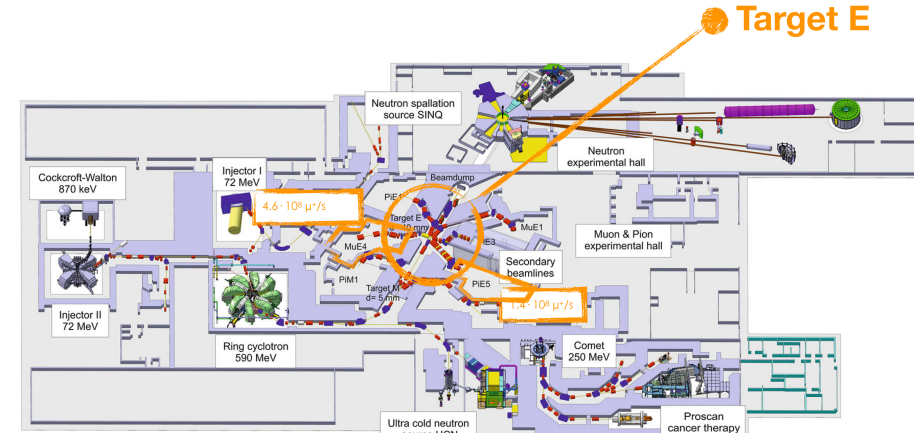 Target E
Neutron spallation
source SINQ
Neutron
experimental hall
Cockcroft-Walton
870 keV
Injector I
72 MeV
Beamdump
4.6 · 10⁸ µ⁺/s
Target E
mm
MuE1
MuE4
Muon & Pion
experimental hall
Secondary
beamlines
PiM1
PiE5
Target M
d= 5 mm
1.4 · 10⁸ µ⁺/s
Injector II
72 MeV
Ring cyclotron
590 MeV
Comet
250 MeV
Ultra cold neutron
Proscan
cancer therapy